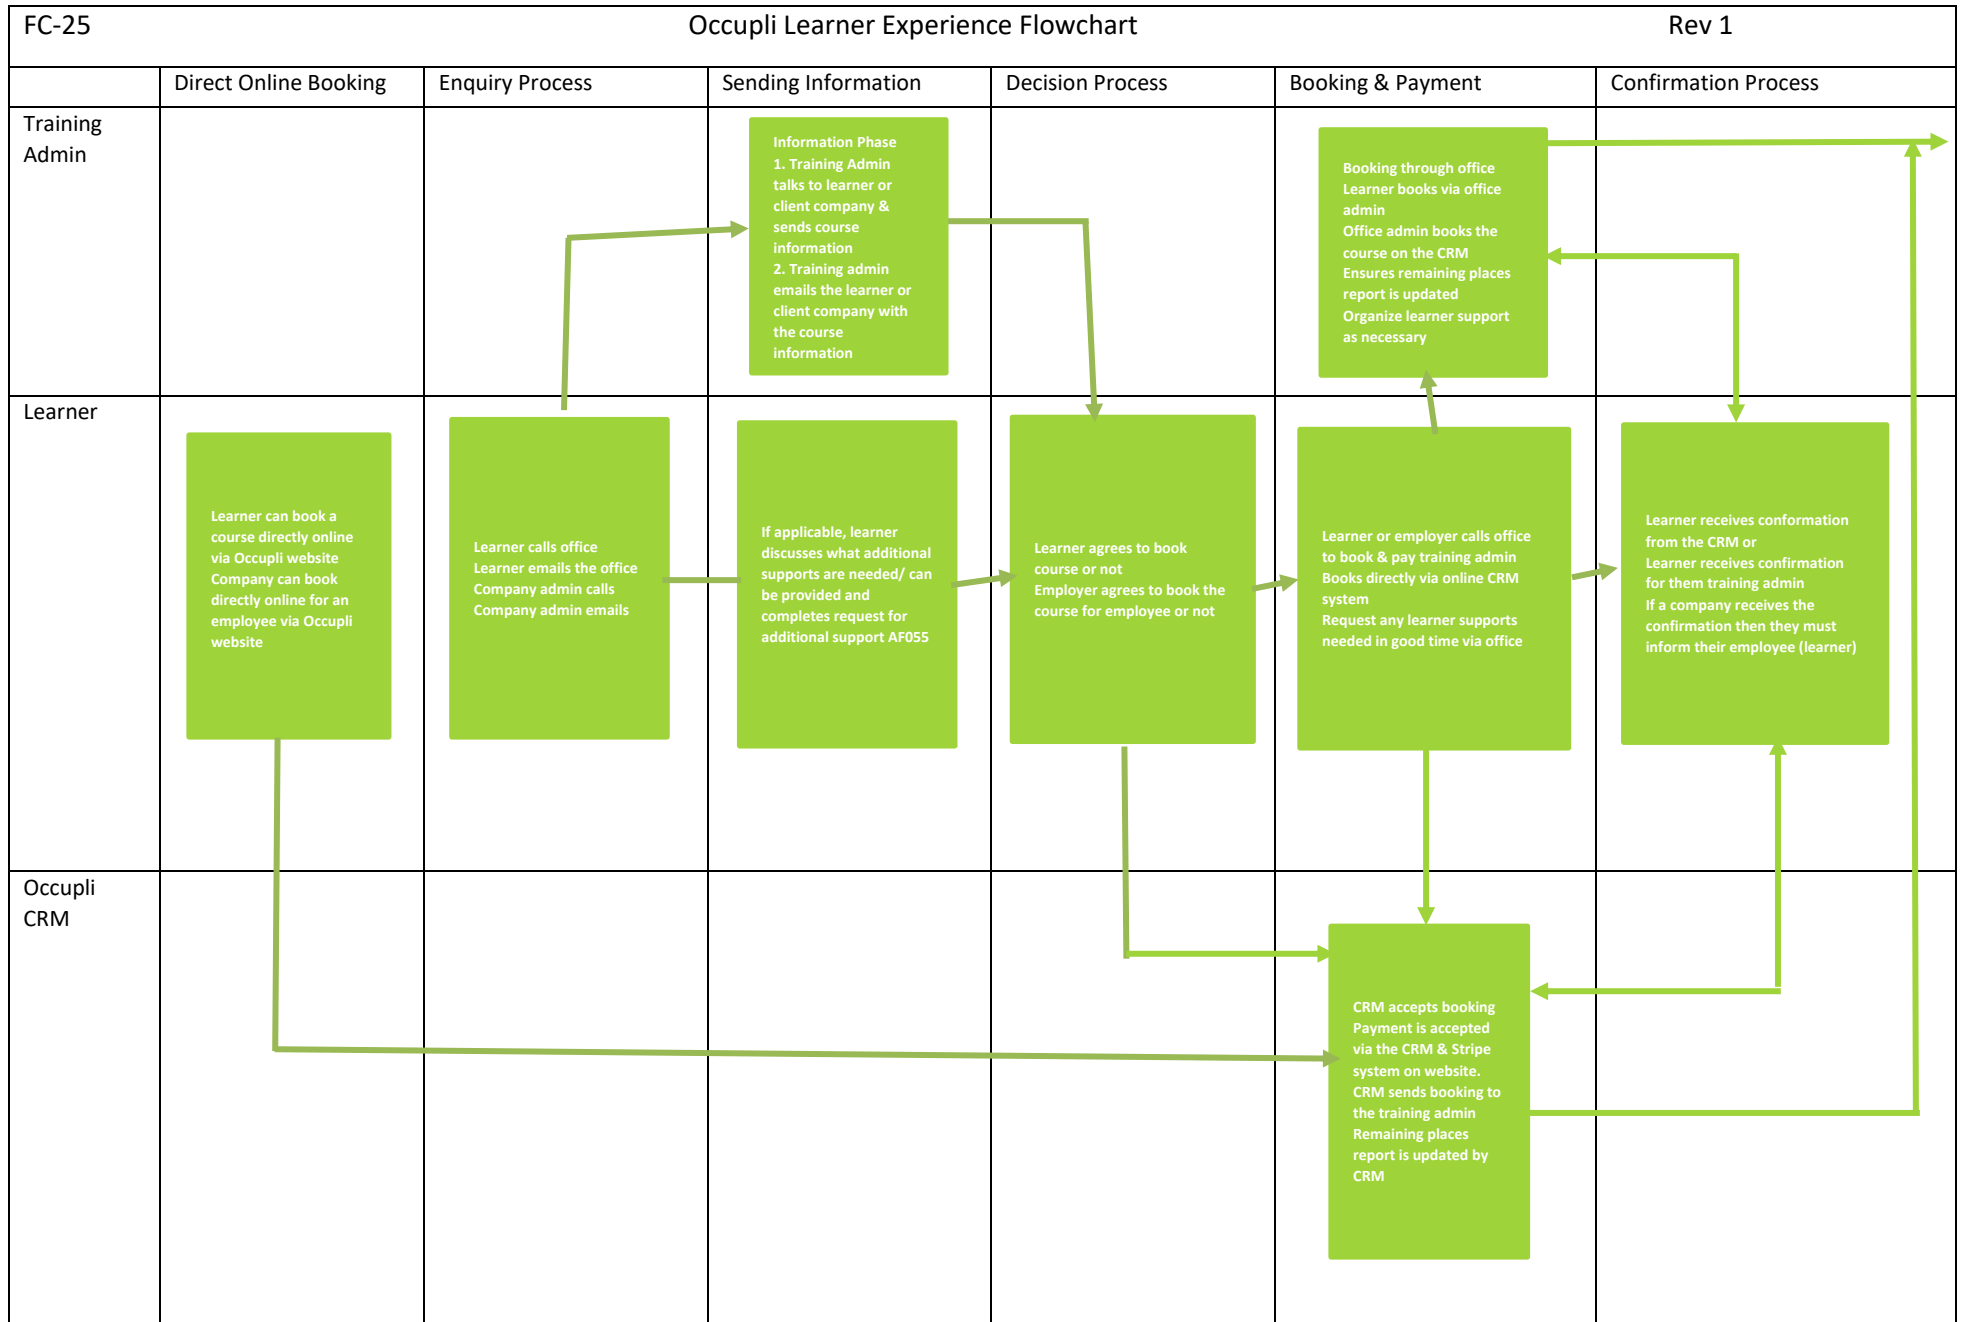 FC-25
Occupli Learner Experience Flowchart
Rev 1
Direct Online Booking
Enquiry Process
Sending Information
Decision Process
Booking & Payment
Confirmation Process
Training
Admin
Information Phase
1. Training Admin
talks to learner or
client company &
sends course
information
2. Training admin
emails the learner or
client company with
the course
information
Booking through office
Learner books via office
admin
Office admin books the
course on the CRM
Ensures remaining places
report is updated
Organize learner support
as necessary
Learner
Learner can book a
course directly online
via Occupli website
Company can book
directly online for an
employee via Occupli
website
Learner calls office
Learner emails the office
Company admin calls
Company admin emails
If applicable, learner
discusses what additional
supports are needed/ can
be provided and
completes request for
additional support AF055
Learner agrees to book
course or not
Employer agrees to book the
course for employee or not
Learner or employer calls office
to book & pay training admin
Books directly via online CRM
system
Request any learner supports
needed in good time via office
Learner receives conformation
from the CRM or
Learner receives confirmation
for them training admin
If a company receives the
confirmation then they must
inform their employee (learner)
Occupli
CRM
CRM accepts booking
Payment is accepted
via the CRM & Stripe
system on website.
CRM sends booking to
the training admin
Remaining places
report is updated by
CRM